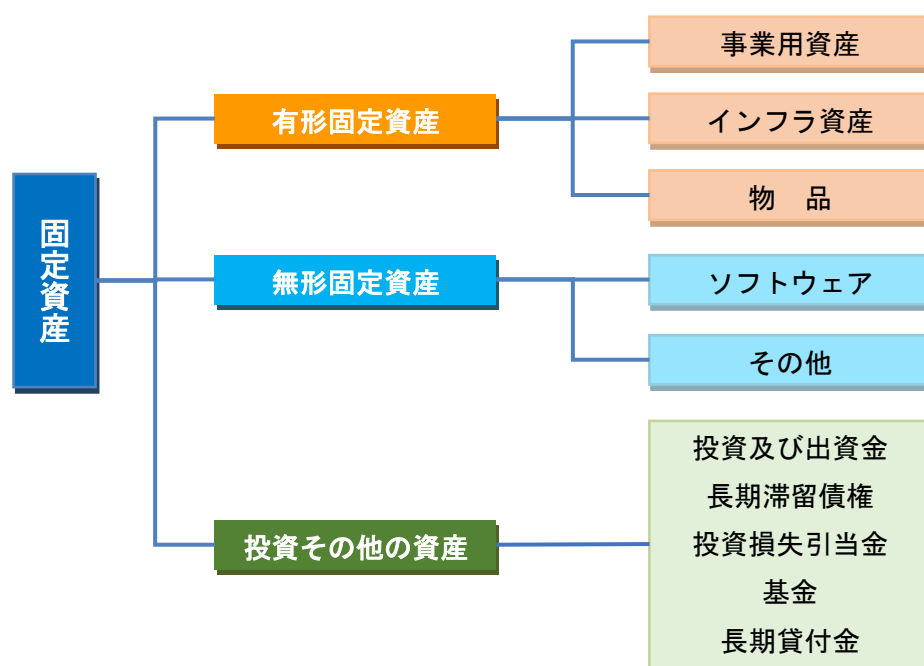 固定資産
有形固定資産
事業用資産
インフラ資産
物　品
無形固定資産
ソフトウェア
その他
投資その他の資産
投資及び出資金
長期滞留債権
投資損失引当金
基金
長期貸付金